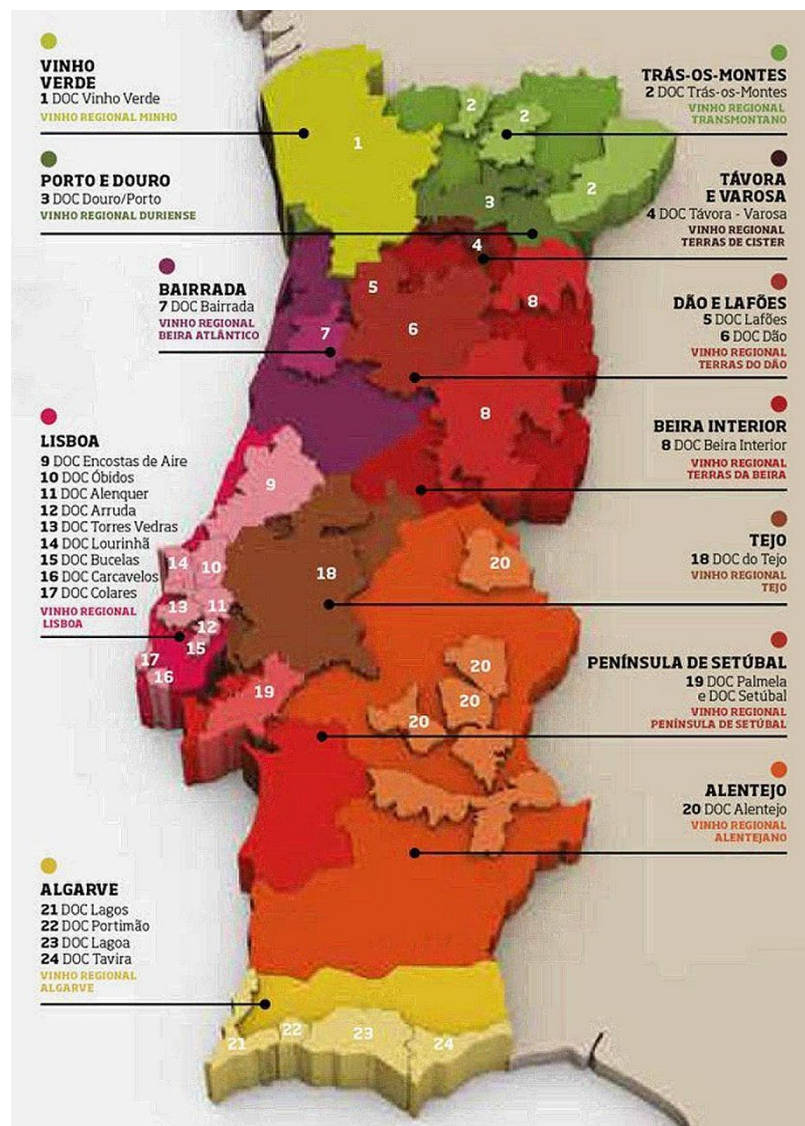 VINHO
VERDE
1 DOC Vinho Verde
VINHO REGIONAL MINHO
PORTO E DOURO
3 DOC Douro/Porto
VINHO REGIONAL DURIENSE
BAIRRADA
7 DOC Bairrada
VINHO REGIONAL
BEIRA ATLÂNTICO
LISBOA
9 DOC Encostas de Aire
10 DOC Óbidos
11 DOC Alenquer
12 DOC Arruda
13 DOC Torres Vedras
14 DOC Lourinhã
15 DOC Bucelas
16 DOC Carcavelos
17 DOC Colares
VINHO REGIONAL
LISBOA
ALGARVE
21 DOC Lagos
22 DOC Portimão
23 DOC Lagoa
24 DOC Tavira
VINHO REGIONAL
ALGARVE
TRÁS-OS-MONTES
2 DOC Trás-os-Montes
VINHO REGIONAL
TRANSMONTANO
TÁVORA
E VAROSA
4 DOC Távora - Varosa
VINHO REGIONAL
TERRAS DE CISTER
DÃO E LAFÕES
5 DOC Lafões
6 DOC Dão
VINHO REGIONAL
TERRAS DO DÃO
BEIRA INTERIOR
8 DOC Beira Interior
VINHO REGIONAL
TERRAS DA BEIRA
TEJO
18 DOC do Tejo
VINHO REGIONAL
TEJO
PENÍNSULA DE SETÚBAL
19 DOC Palmela
e DOC Setúbal
VINHO REGIONAL
PENÍNSULA DE SETÚBAL
ALENTEJO
20 DOC Alentejo
VINHO REGIONAL
ALENTEJANO
2
2
1
2
3
4
5
8
6
7
8
9
14
10
20
18
13
11
12
15
17
16
19
20
20
20
21
22
23
24